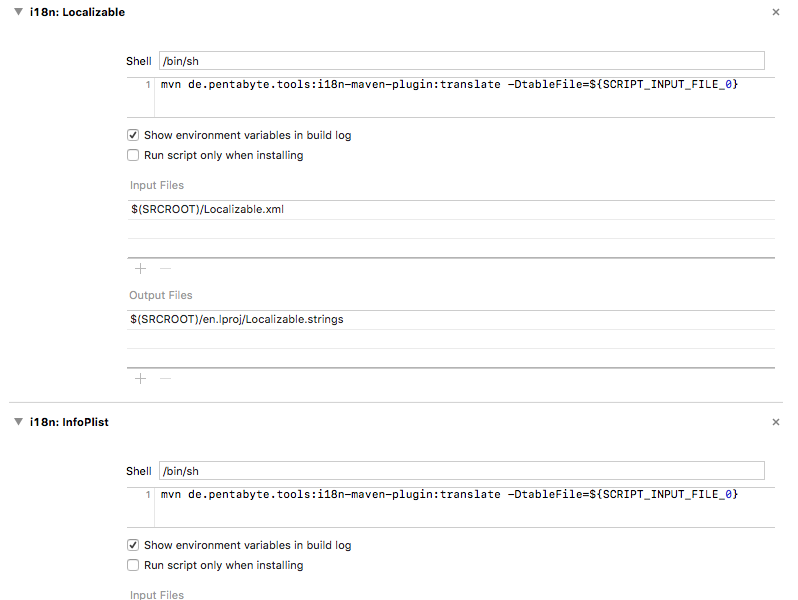 i18n: Localizable
Shell /bin/sh
1 mvn de.pentabyte.tools:i18n-maven-plugin:translate -DtableFile=${SCRIPT_INPUT_FILE_0}
Show environment variables in build log
Run script only when installing
Input Files
$(SRCROOT)/Localizable.xml
Output Files
$(SRCROOT)/en.lproj/Localizable.strings
i18n: InfoPlist
Shell /bin/sh
1 mvn de.pentabyte.tools:i18n-maven-plugin:translate -DtableFile=${SCRIPT_INPUT_FILE_0}
Show environment variables in build log
Run script only when installing
Input Files